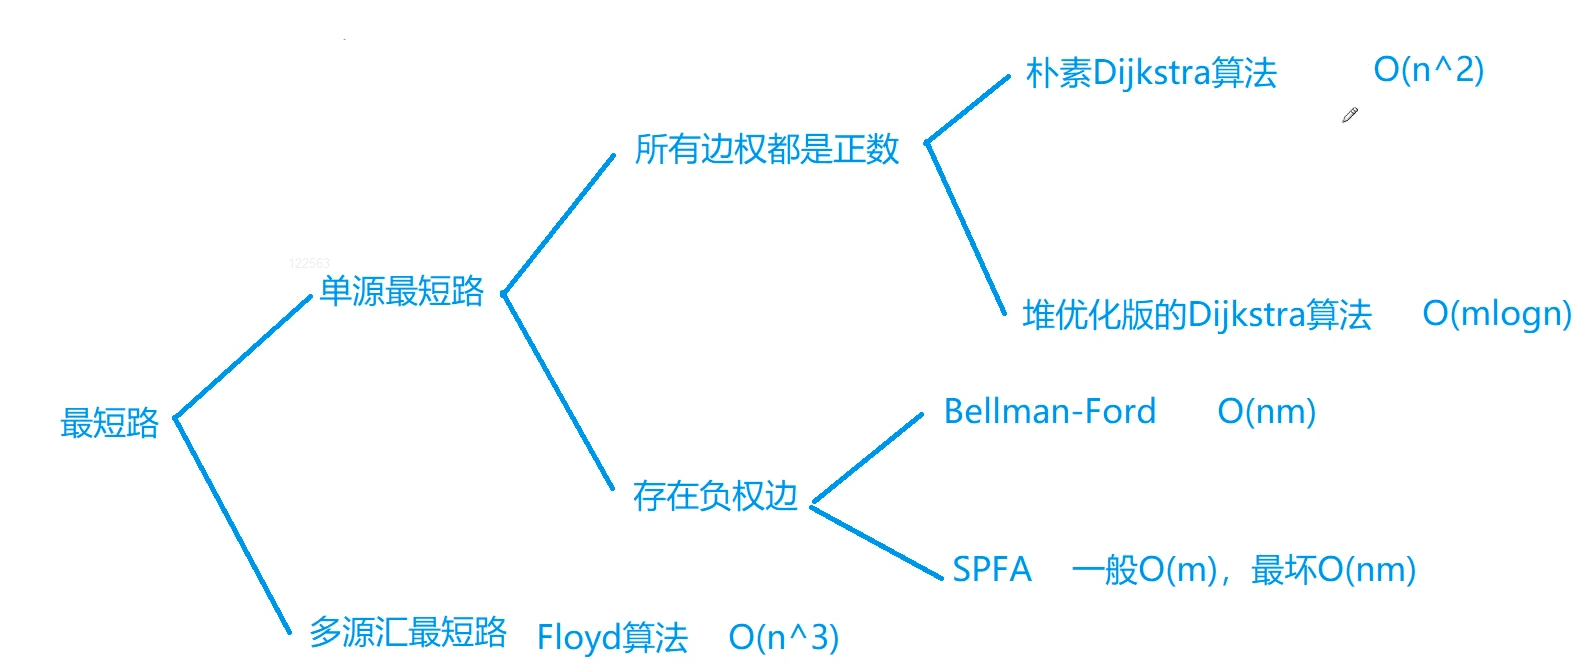 朴素Dijkstra算法 O(n^2)
所有边权都是正数
122563
单源最短路
堆优化版的Dijkstra算法 O(mlogn)
最短路
Bellman-Ford O(nm)
存在负权边
SPFA 一般O(m)，最坏O(nm)
多源汇最短路 Floyd算法 O(n^3)